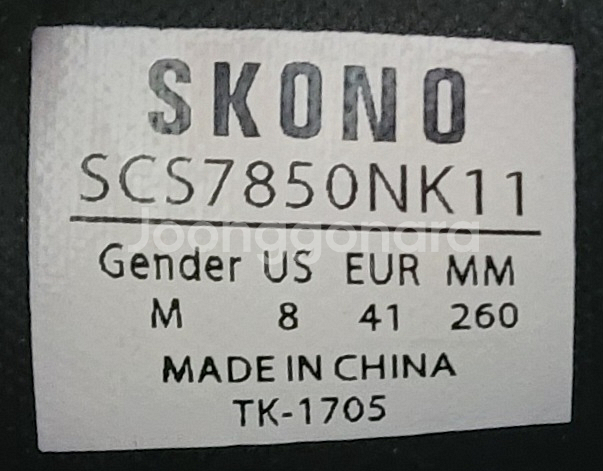 SKONO
SCS7850NK11
Joonggonara
Gender US EUR MM
M 8 41 260
MADE IN CHINA
TK-1705